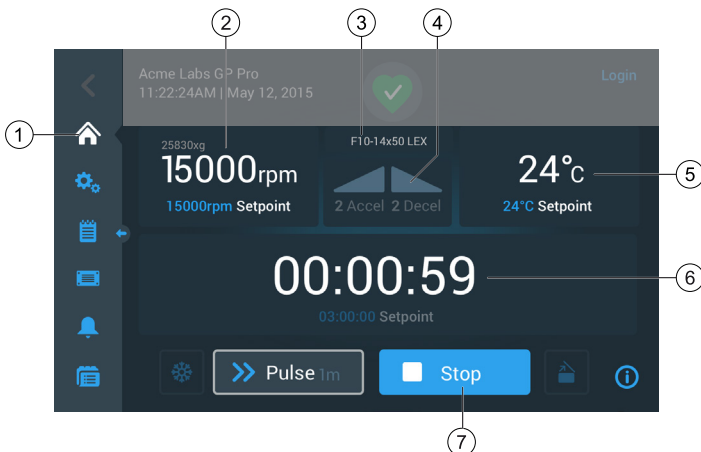 2
3
4
Acme Labs GP Pro
Login
11:22:24AM | May 12, 2015
1
F10-14x50 LEX
25830xg
15000rpm
24°C
5
15000rpm Setpoint
2 Accel 2 Decel
24°C Setpoint
00:00:59
6
03:00:00 Setpoint
Pulse 1m
Stop
7